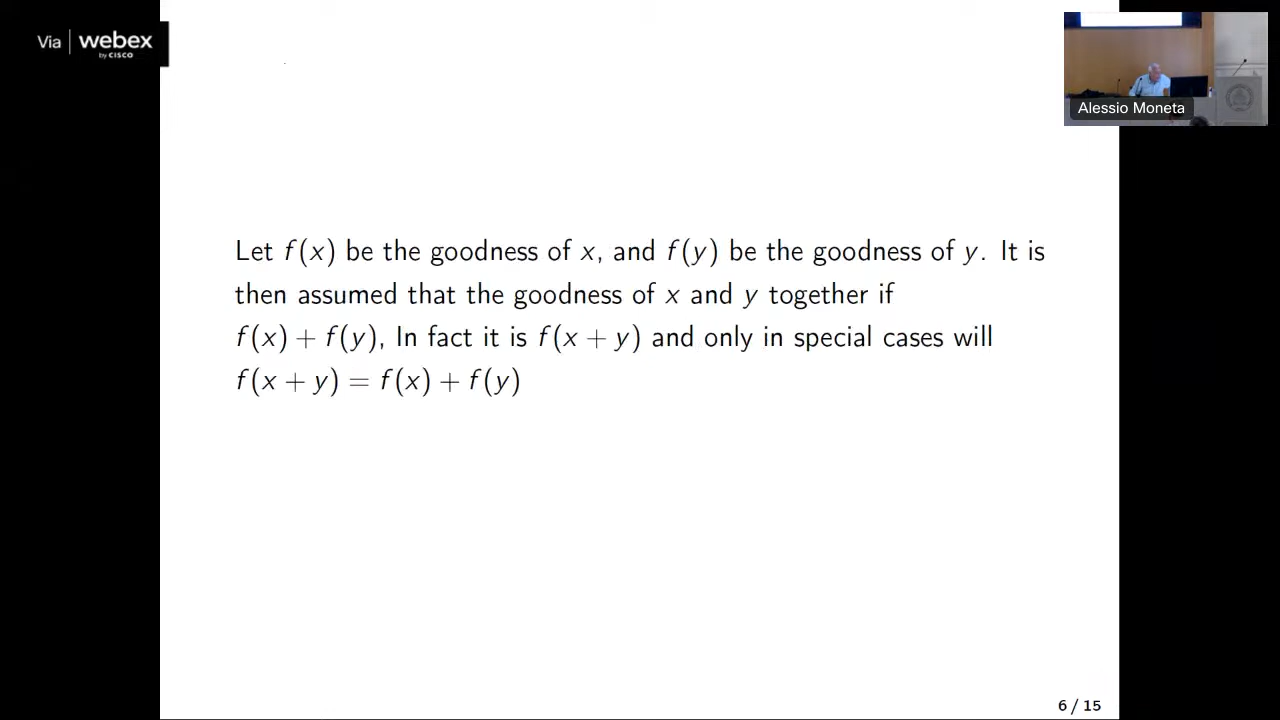 Via webex
by CISCO
Alessio Moneta
Let f(x) be the goodness of x, and f(y) be the goodness of y. It is
then assumed that the goodness of x and y together if
f(x) + f(y), In fact it is f(x + y) and only in special cases will
f(x + y) = f(x) + f(y)
6 / 15